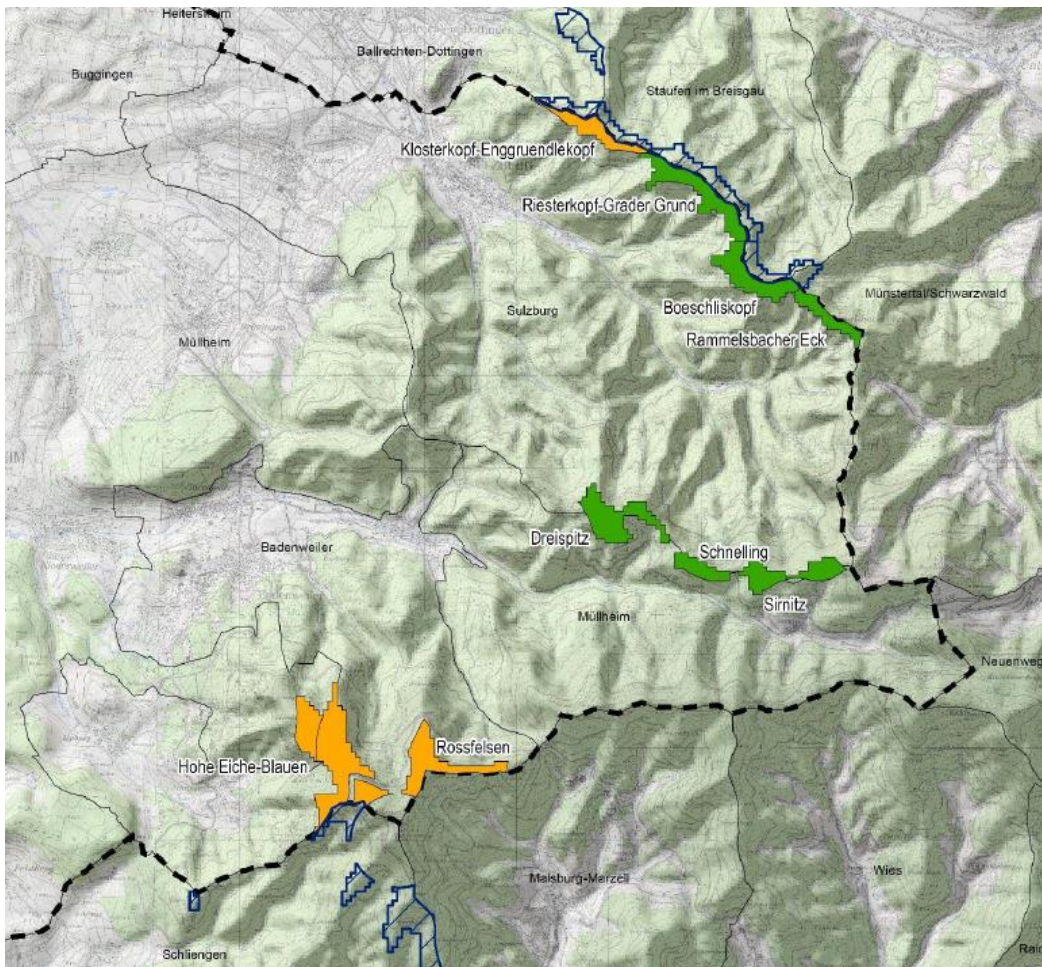 Heitersheim
Ballrechten-Dottingen
Buggingen
Staufen im Breisgau
Klosterkopf-Enggruendlekopf
Riesterkopf-Grader Grund
Münstertal/Schwarzwald
Boeschliskopf
Sulzburg
Rammelsbacher Eck
Müllheim
Dreispitz
Schnelling
Badenweiler
Sirnitz
Müllheim
Neuenweg
Rossfelsen
Hohe Eiche-Blauen
Malsburg-Marzell
Wies
Schliengen